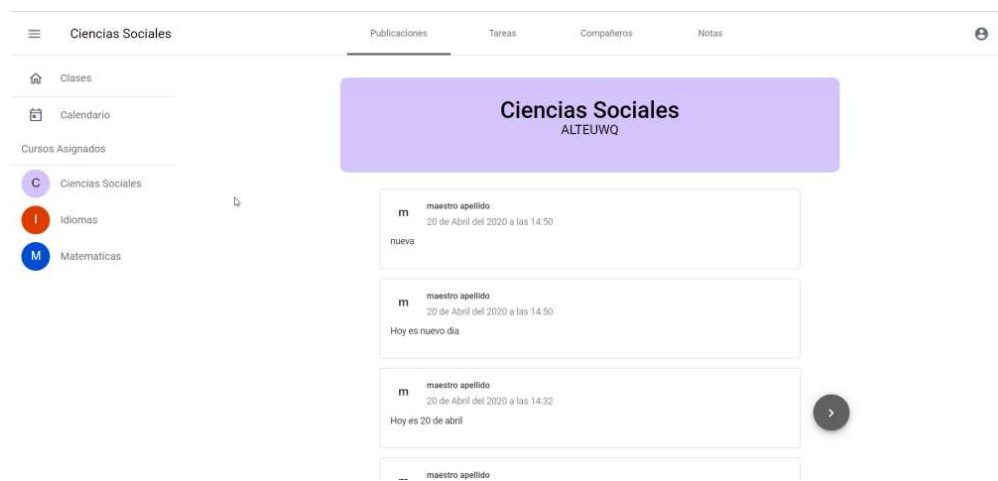 Ciencias Sociales
Publicaciones Tareas Compañeros Notas
Clases
Calendario
Cursos Asignados
C Ciencias Sociales
I Idiomas
M Matematicas
Ciencias Sociales
ALTEUWQ
m maestro apellido
20 de Abril del 2020 a las 14:50
nueva
m maestro apellido
20 de Abril del 2020 a las 14:50
Hoy es nuevo dia
m maestro apellido
20 de Abril del 2020 a las 14:32
Hoy es 20 de abril
m maestro apellido